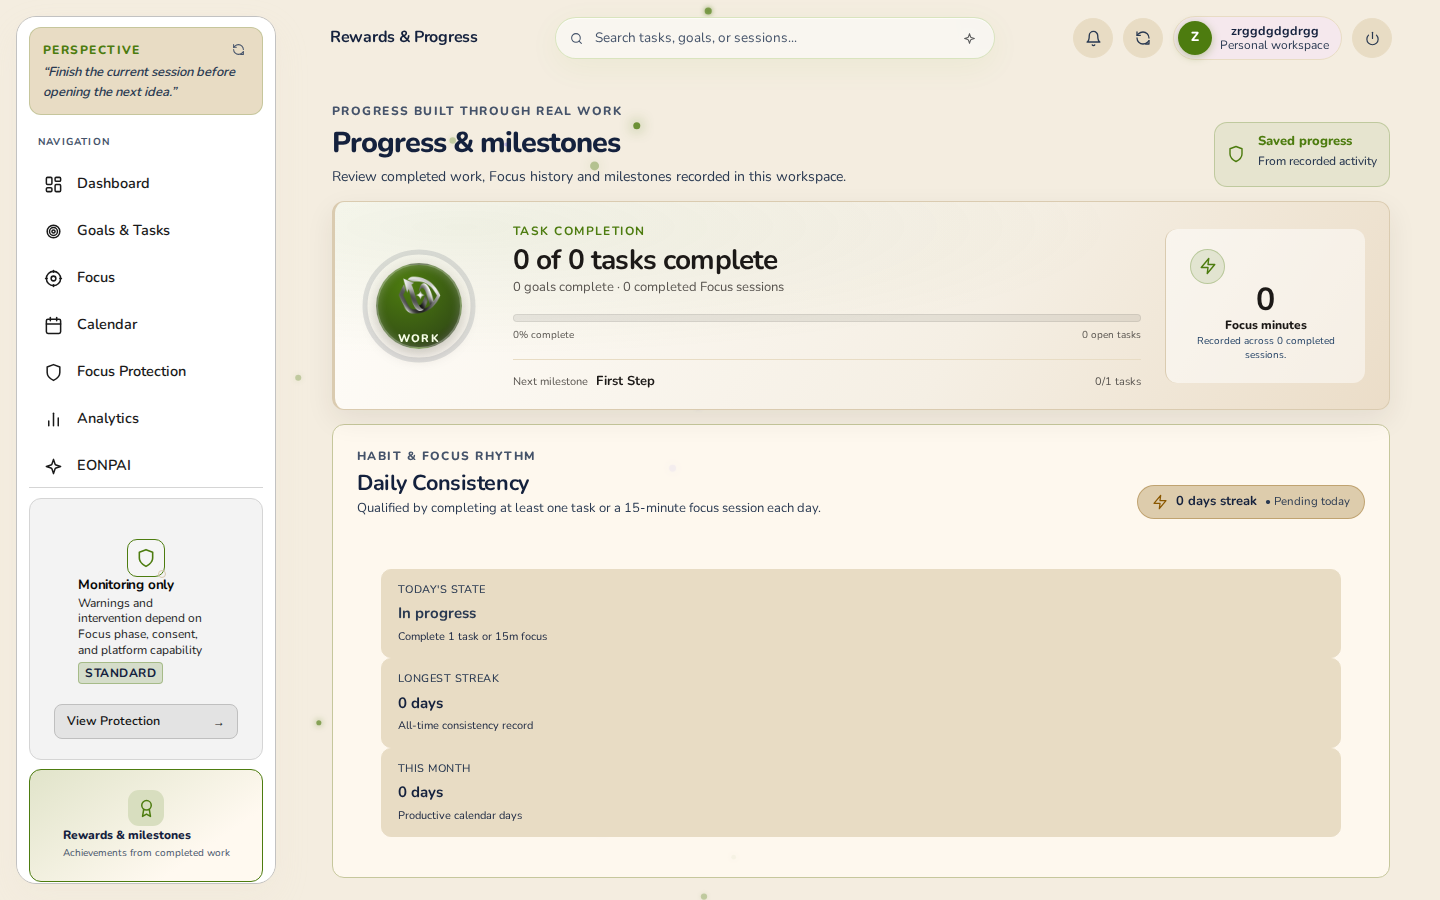 PERSPECTIVE
“Finish the current session before
opening the next idea.”
NAVIGATION
Dashboard
Goals & Tasks
Focus
Calendar
Focus Protection
Analytics
EONPAI
Monitoring only
Warnings and
intervention depend on
Focus phase, consent,
and platform capability
STANDARD
View Protection →
Rewards & milestones
Achievements from completed work
Rewards & Progress
Search tasks, goals, or sessions...
Z
zrggdgdgdrgg
Personal workspace
PROGRESS BUILT THROUGH REAL WORK
Progress & milestones
Review completed work, Focus history and milestones recorded in this workspace.
Saved progress
From recorded activity
WORK
TASK COMPLETION
0 of 0 tasks complete
0 goals complete · 0 completed Focus sessions
0% complete
0 open tasks
Next milestone First Step
0/1 tasks
0
Focus minutes
Recorded across 0 completed
sessions.
HABIT & FOCUS RHYTHM
Daily Consistency
Qualified by completing at least one task or a 15-minute focus session each day.
0 days streak • Pending today
TODAY'S STATE
In progress
Complete 1 task or 15m focus
LONGEST STREAK
0 days
All-time consistency record
THIS MONTH
0 days
Productive calendar days